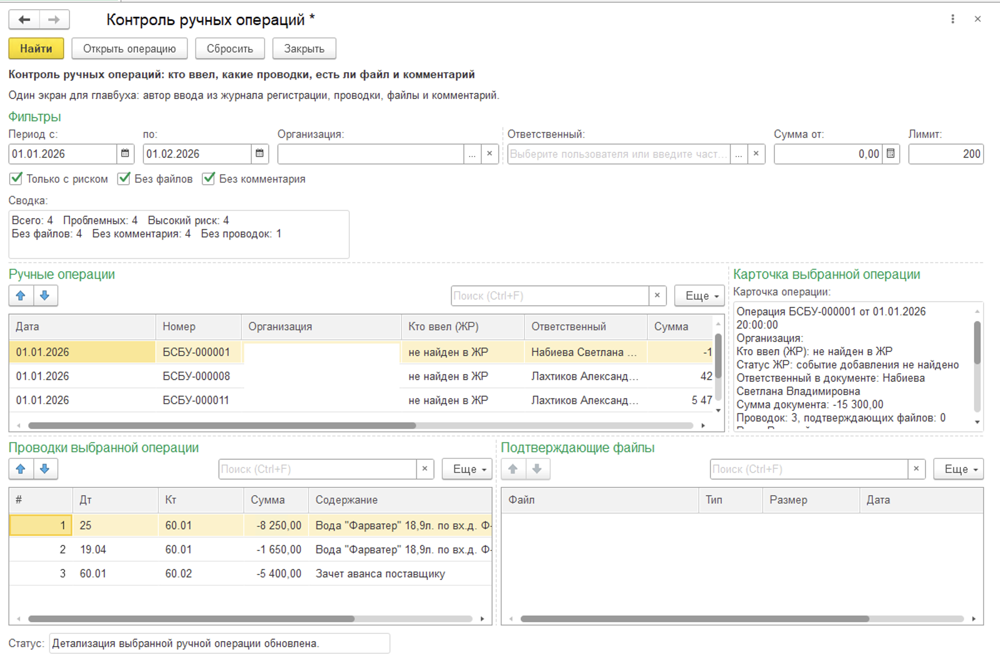 Контроль ручных операций *
Найти Открыть операцию Сбросить Закрыть
Контроль ручных операций: кто ввел, какие проводки, есть ли файл и комментарий
Один экран для главбуха: автор ввода из журнала регистрации, проводки, файлы и комментарий.
Фильтры
Период с: по: Организация: Ответственный: Сумма от: Лимит:
01.01.2026 01.02.2026 ... × Выберите пользователя или введите част... ... × 0,00 200
Только с риском Без файлов Без комментария
Сводка:
Всего: 4 Проблемных: 4 Высокий риск: 4
Без файлов: 4 Без комментария: 4 Без проводок: 1
Ручные операции
Поиск (Ctrl+F) × Еще
Дата Номер Организация Кто ввел (ЖР) Ответственный Сумма
01.01.2026 БСБУ-000001 не найден в ЖР Набиева Светлана ... -1
01.01.2026 БСБУ-000008 не найден в ЖР Лахтиков Александ... 42
01.01.2026 БСБУ-000011 не найден в ЖР Лахтиков Александ... 5 47
Карточка выбранной операции
Карточка операции:
Операция БСБУ-000001 от 01.01.2026
20:00:00
Организация:
Кто ввел (ЖР): не найден в ЖР
Статус ЖР: событие добавления не найдено
Ответственный в документе: Набиева
Светлана Владимировна
Сумма документа: -15 300,00
Проводок: 3, подтверждающих файлов: 0
Проводки выбранной операции
Поиск (Ctrl+F) × Еще
# Дт Кт Сумма Содержание
1 25 60.01 -8 250,00 Вода "Фарватер" 18,9л. по вх.д. Ф-
2 19.04 60.01 -1 650,00 Вода "Фарватер" 18,9л. по вх.д. Ф-
3 60.01 60.02 -5 400,00 Зачет аванса поставщику
Подтверждающие файлы
Поиск (Ctrl+F) × Еще
Файл Тип Размер Дата
Статус: Детализация выбранной ручной операции обновлена.